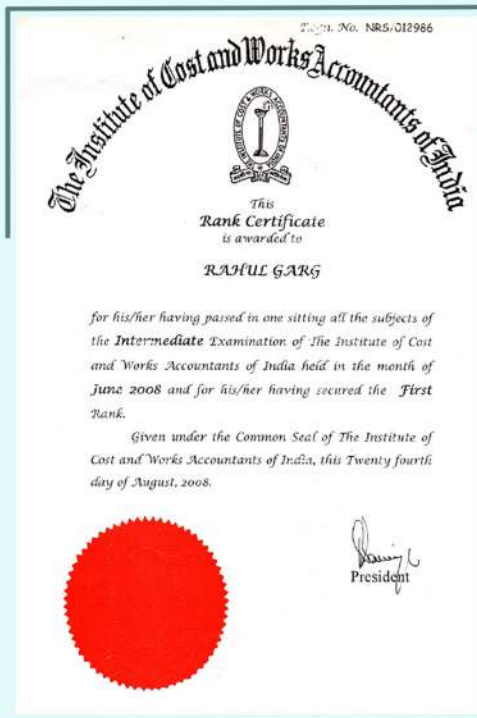 Regn. No. NRS/012986
The Institute of Cost and Works Accountants of India
This
Rank Certificate
is awarded to
RAHUL GARG
for his/her having passed in one sitting all the subjects of
the Intermediate Examination of The Institute of Cost
and Works Accountants of India held in the month of
June 2008 and for his/her having secured the First
Rank.
Given under the Common Seal of The Institute of
Cost and Works Accountants of India, this Twenty fourth
day of August, 2008.
President